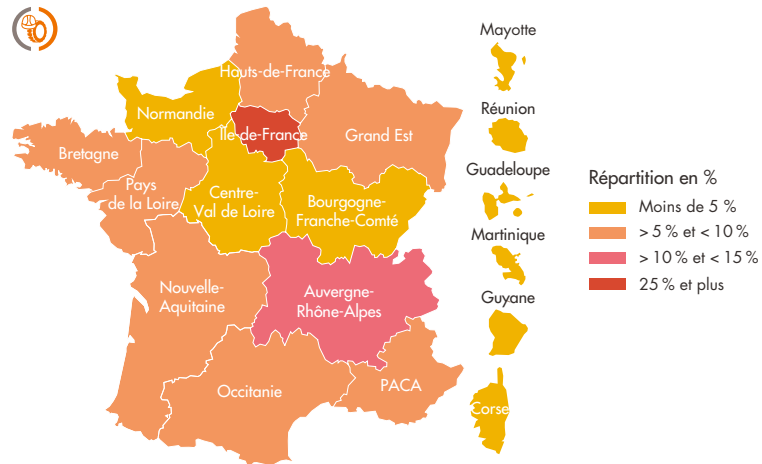 Mayotte
Hauts-de-France
Normandie
Réunion
Île-de-France
Grand Est
Bretagne
Guadeloupe
Pays
de la Loire
Centre-
Val de Loire
Bourgogne-
Franche-Comté
Répartition en %
Moins de 5 %
> 5 % et < 10 %
> 10 % et < 15 %
25 % et plus
Martinique
Nouvelle-
Aquitaine
Auvergne-
Rhône-Alpes
Guyane
Occitanie
PACA
Corse